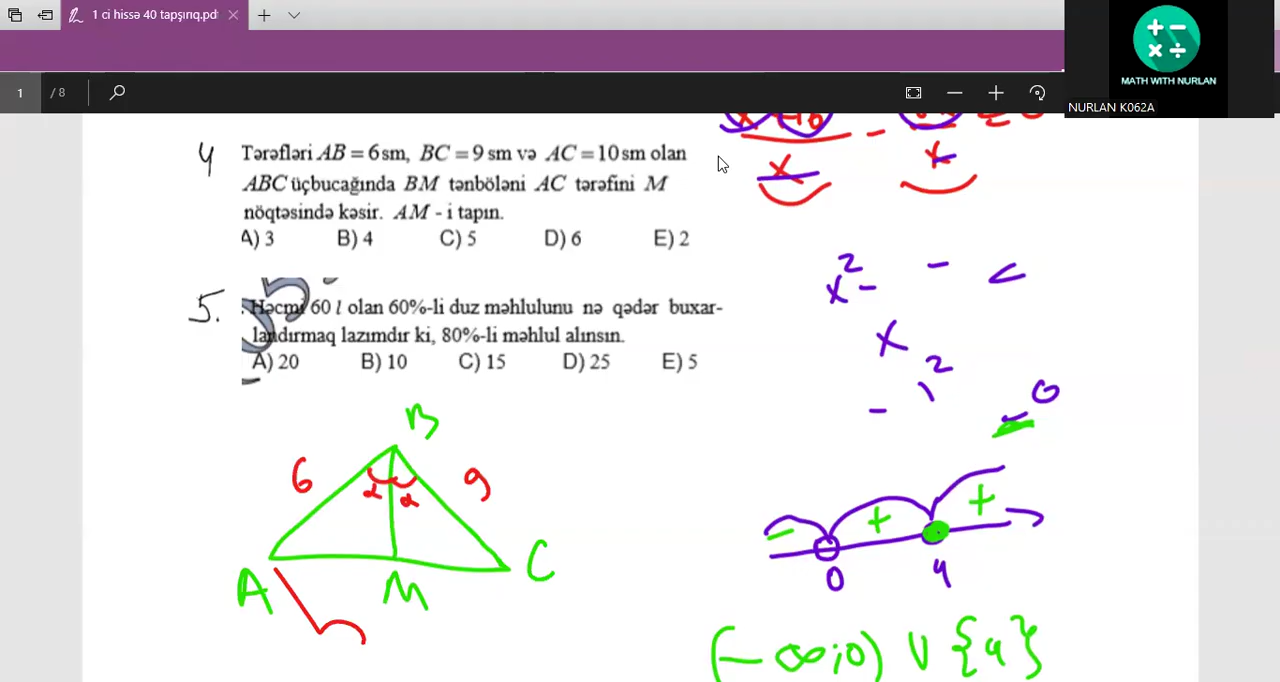 1 ci hissə 40 tapşırıq.pdf
1 / 8
MATH WITH NURLAN
NURLAN K062A
4 Tərəfləri AB = 6 sm, BC = 9 sm və AC = 10 sm olan
ABC üçbucağında BM tənböləni AC tərəfini M
nöqtəsində kəsir. AM - i tapın.
A) 3 B) 4 C) 5 D) 6 E) 2
5. Həcmi 60 l olan 60%-li duz məhlulunu nə qədər buxar-
landırmaq lazımdır ki, 80%-li məhlul alınsın.
A) 20 B) 10 C) 15 D) 25 E) 5
B
6 9
α α
A M C
x x
x² - - <
x
- ² 0
- + +
0 4
(-∞;0) ∪ {4}